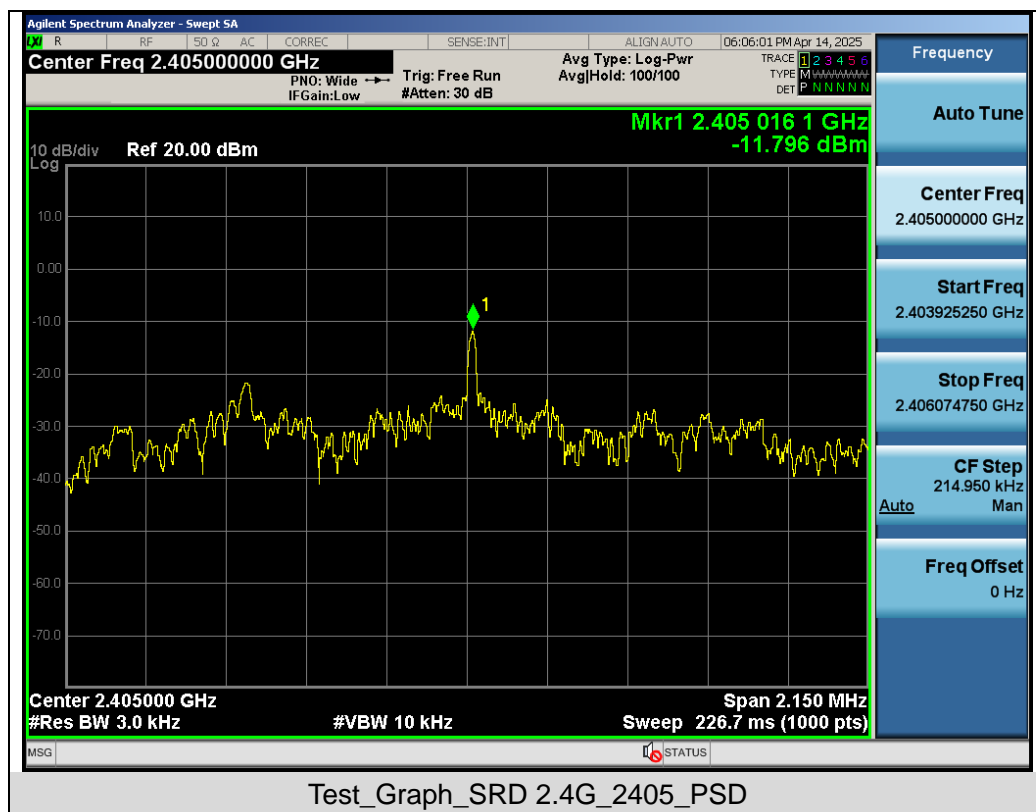 Agilent Spectrum Analyzer - Swept SA
LXI R RF 50 Ω AC CORREC SENSE:INT ALIGN AUTO 06:06:01 PM Apr 14, 2025
Center Freq 2.405000000 GHz
PNO: Wide
IFGain:Low
Trig: Free Run
#Atten: 30 dB
Avg Type: Log-Pwr
Avg|Hold: 100/100
TRACE 1 2 3 4 5 6
TYPE M WWWWW
DET P N N N N N
Mkr1 2.405 016 1 GHz
-11.796 dBm
10 dB/div Ref 20.00 dBm
Log
10.0
0.00
1
-10.0
-20.0
-30.0
-40.0
-50.0
-60.0
-70.0
Center 2.405000 GHz Span 2.150 MHz
#Res BW 3.0 kHz #VBW 10 kHz Sweep 226.7 ms (1000 pts)
MSG STATUS
Frequency
Auto Tune
Center Freq
2.405000000 GHz
Start Freq
2.403925250 GHz
Stop Freq
2.406074750 GHz
CF Step
214.950 kHz
Auto Man
Freq Offset
0 Hz
Test_Graph_SRD 2.4G_2405_PSD